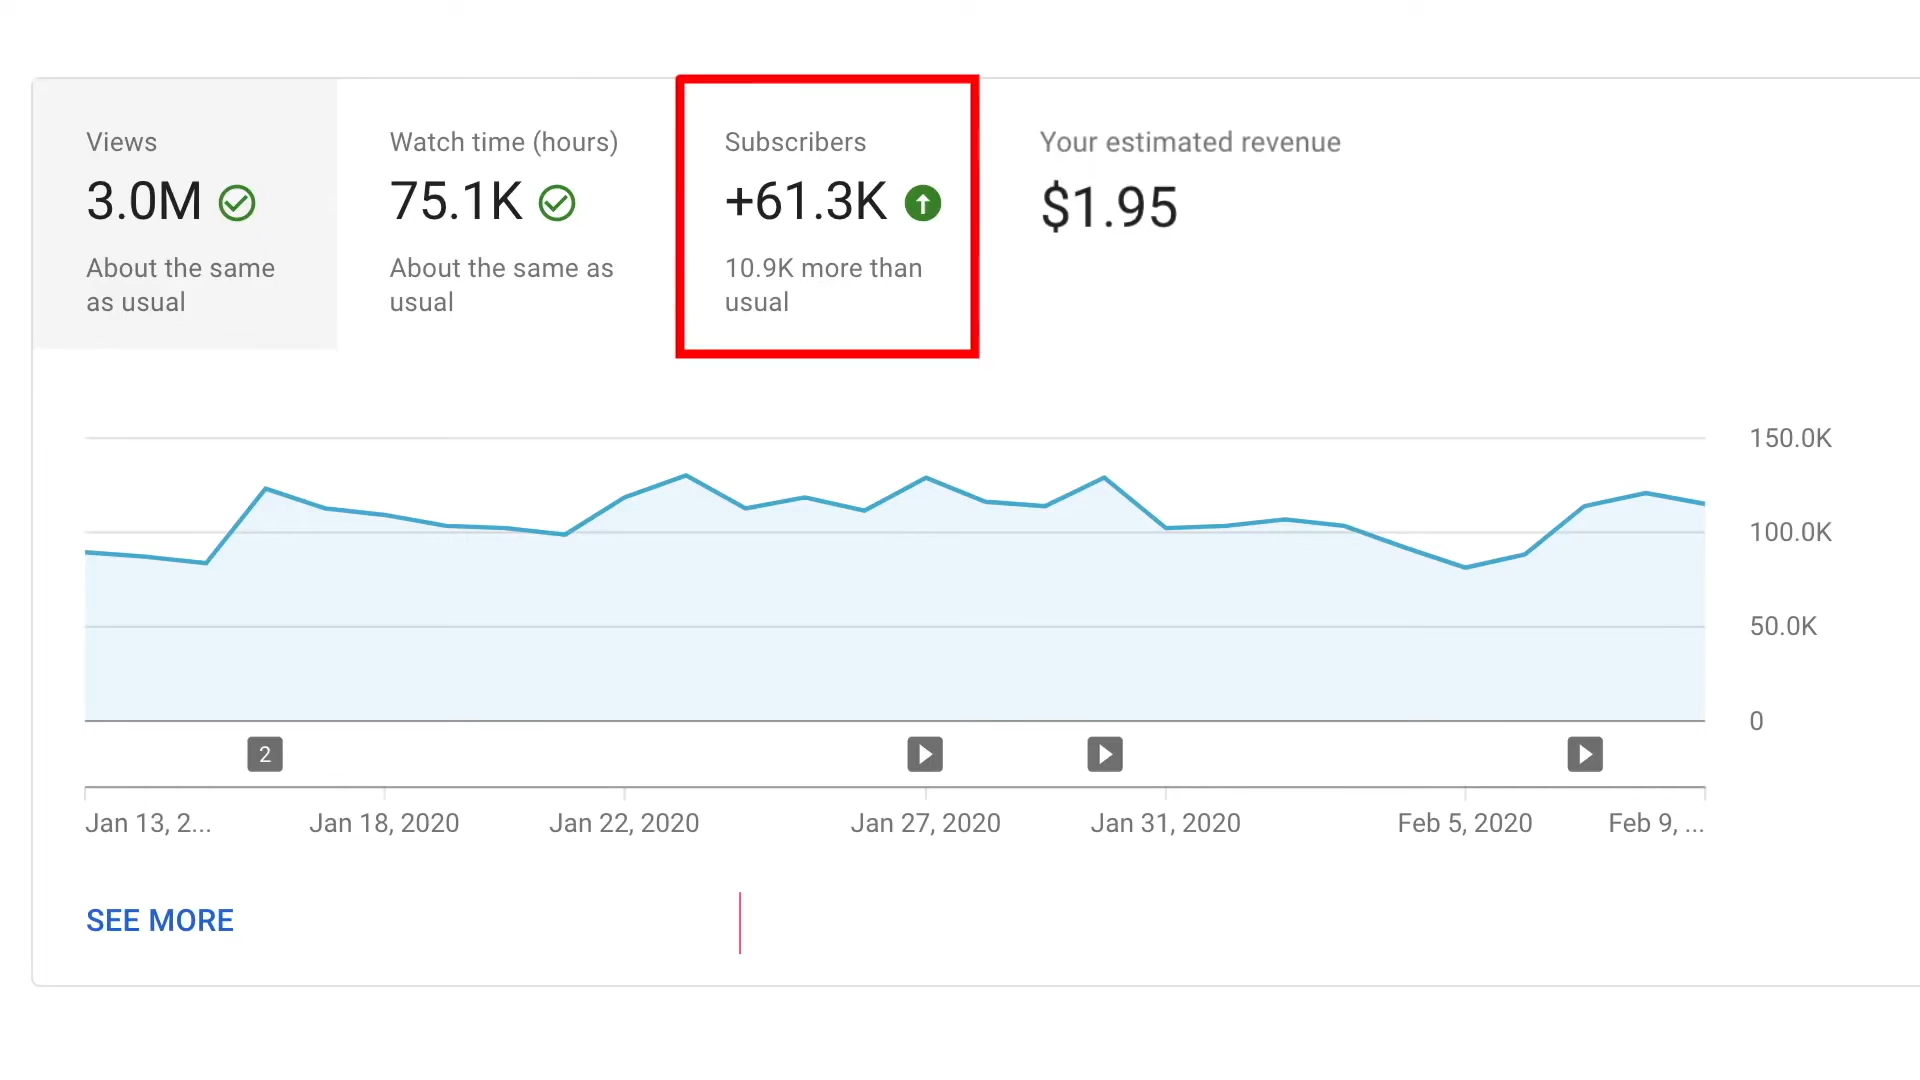 Views
3.0M
About the same
as usual
Watch time (hours)
75.1K
About the same as
usual
Subscribers
+61.3K
10.9K more than
usual
Your estimated revenue
$1.95
150.0K
100.0K
50.0K
0
2
Jan 13, 2...
Jan 18, 2020
Jan 22, 2020
Jan 27, 2020
Jan 31, 2020
Feb 5, 2020
Feb 9, ...
SEE MORE